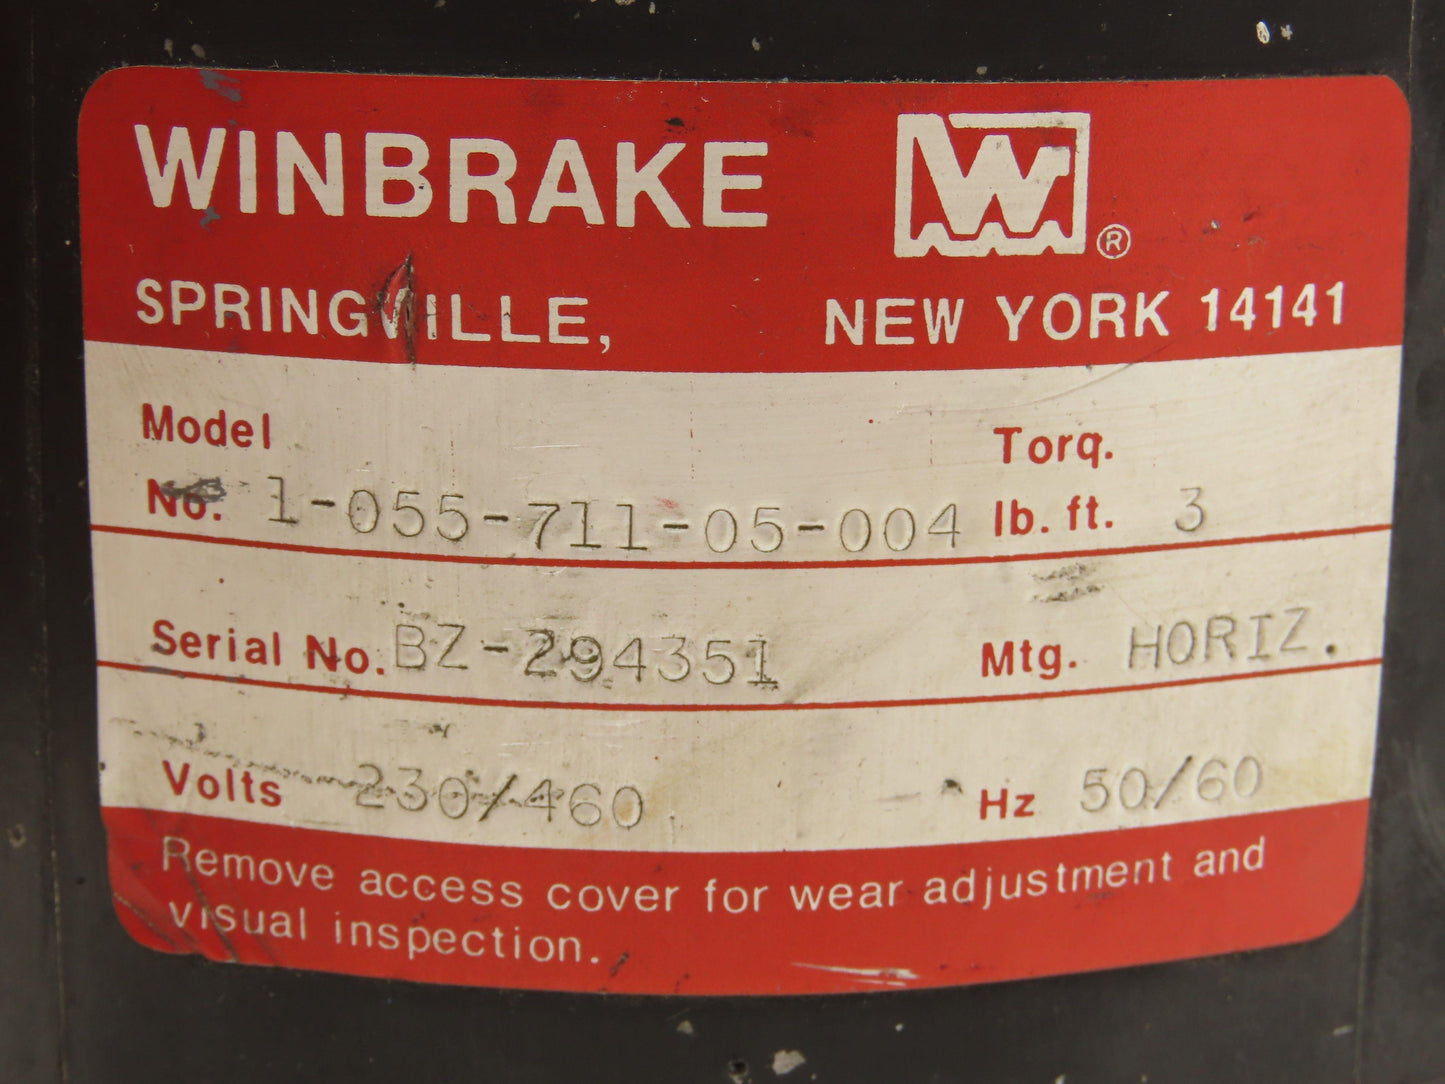 WINBRAKE W ®
SPRINGVILLE, NEW YORK 14141
Model Torq.
No. 1-055-711-05-004 lb. ft. 3
Serial No. BZ-294351 Mtg. HORIZ.
Volts 230/460 Hz 50/60
Remove access cover for wear adjustment and
visual inspection.